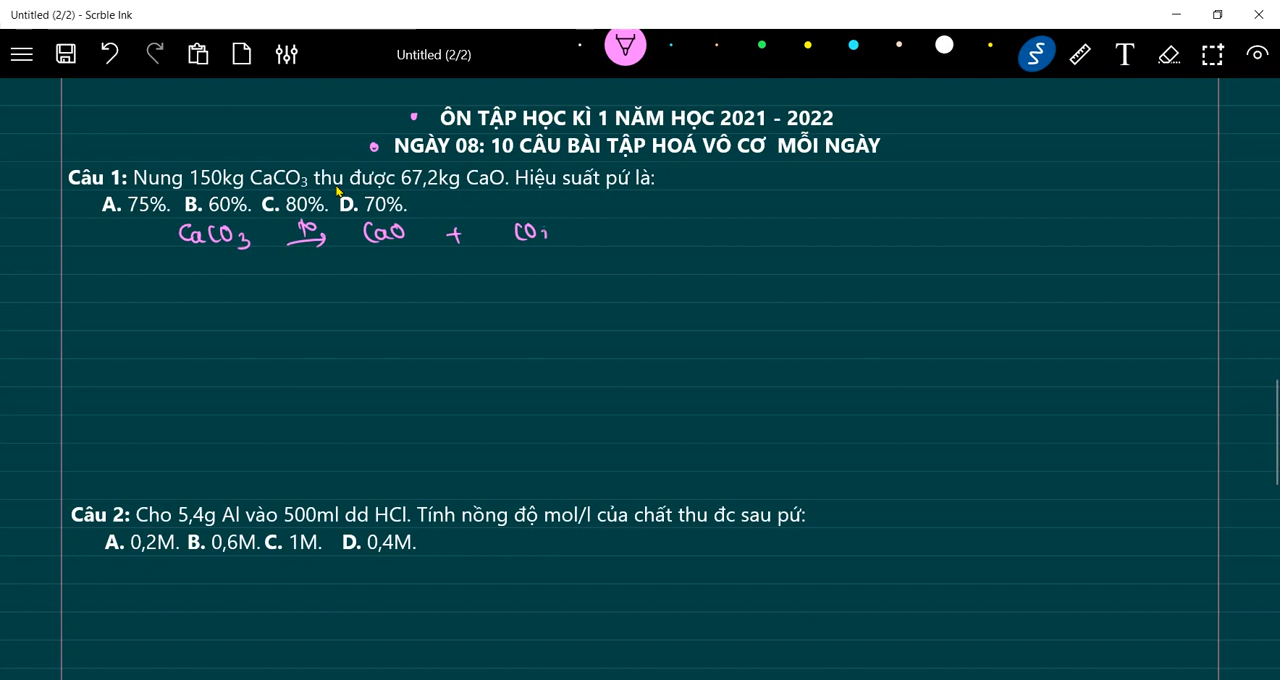 Untitled (2/2) - Scrble Ink
Untitled (2/2)
ÔN TẬP HỌC KÌ 1 NĂM HỌC 2021 - 2022
NGÀY 08: 10 CÂU BÀI TẬP HOÁ VÔ CƠ MỖI NGÀY
Câu 1: Nung 150kg CaCO₃ thu được 67,2kg CaO. Hiệu suất pứ là:
A. 75%. B. 60%. C. 80%. D. 70%.
CaCO₃ →(t°) CaO + CO₂
Câu 2: Cho 5,4g Al vào 500ml dd HCl. Tính nồng độ mol/l của chất thu đc sau pứ:
A. 0,2M. B. 0,6M. C. 1M. D. 0,4M.